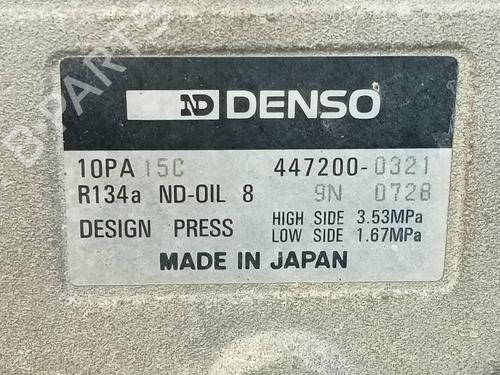 ND DENSO
10PA 15C 447200-0321
R134a ND-OIL 8 9N 0728
DESIGN PRESS HIGH SIDE 3.53MPa
LOW SIDE 1.67MPa
MADE IN JAPAN
B-PARTS